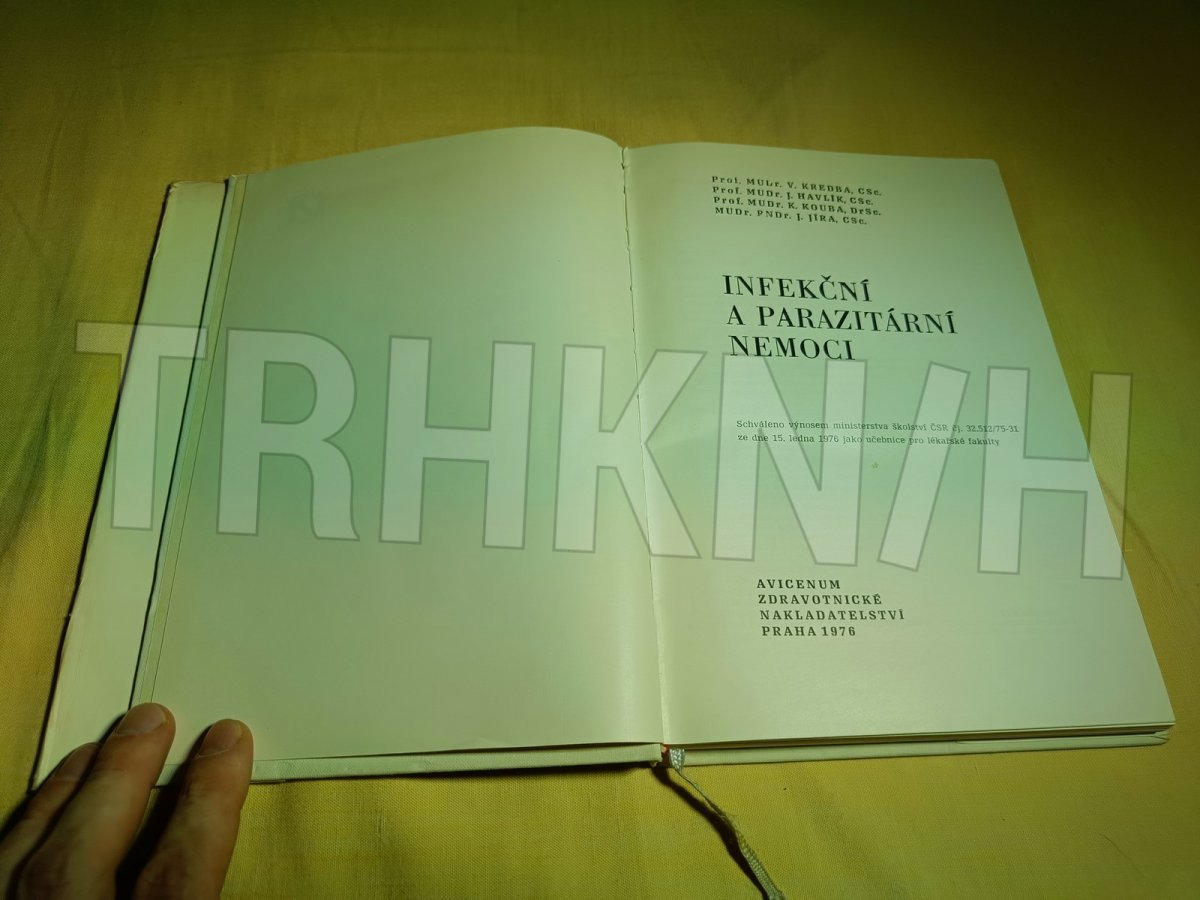 Prof. MUDr. V. KREDBA, CSc.
Prof. MUDr. J. HAVLÍK, CSc.
Prof. MUDr. K. KOUBA, DrSc.
MUDr. PNDr. J. JÍRA, CSc.
INFEKČNÍ
A PARAZITÁRNÍ
NEMOCI
TRHKN/H
Schváleno výnosem ministerstva školství ČSR čj. 32.512/75-31
ze dne 15. ledna 1976 jako učebnice pro lékařské fakulty
AVICENUM
ZDRAVOTNICKÉ
NAKLADATELSTVÍ
PRAHA 1976